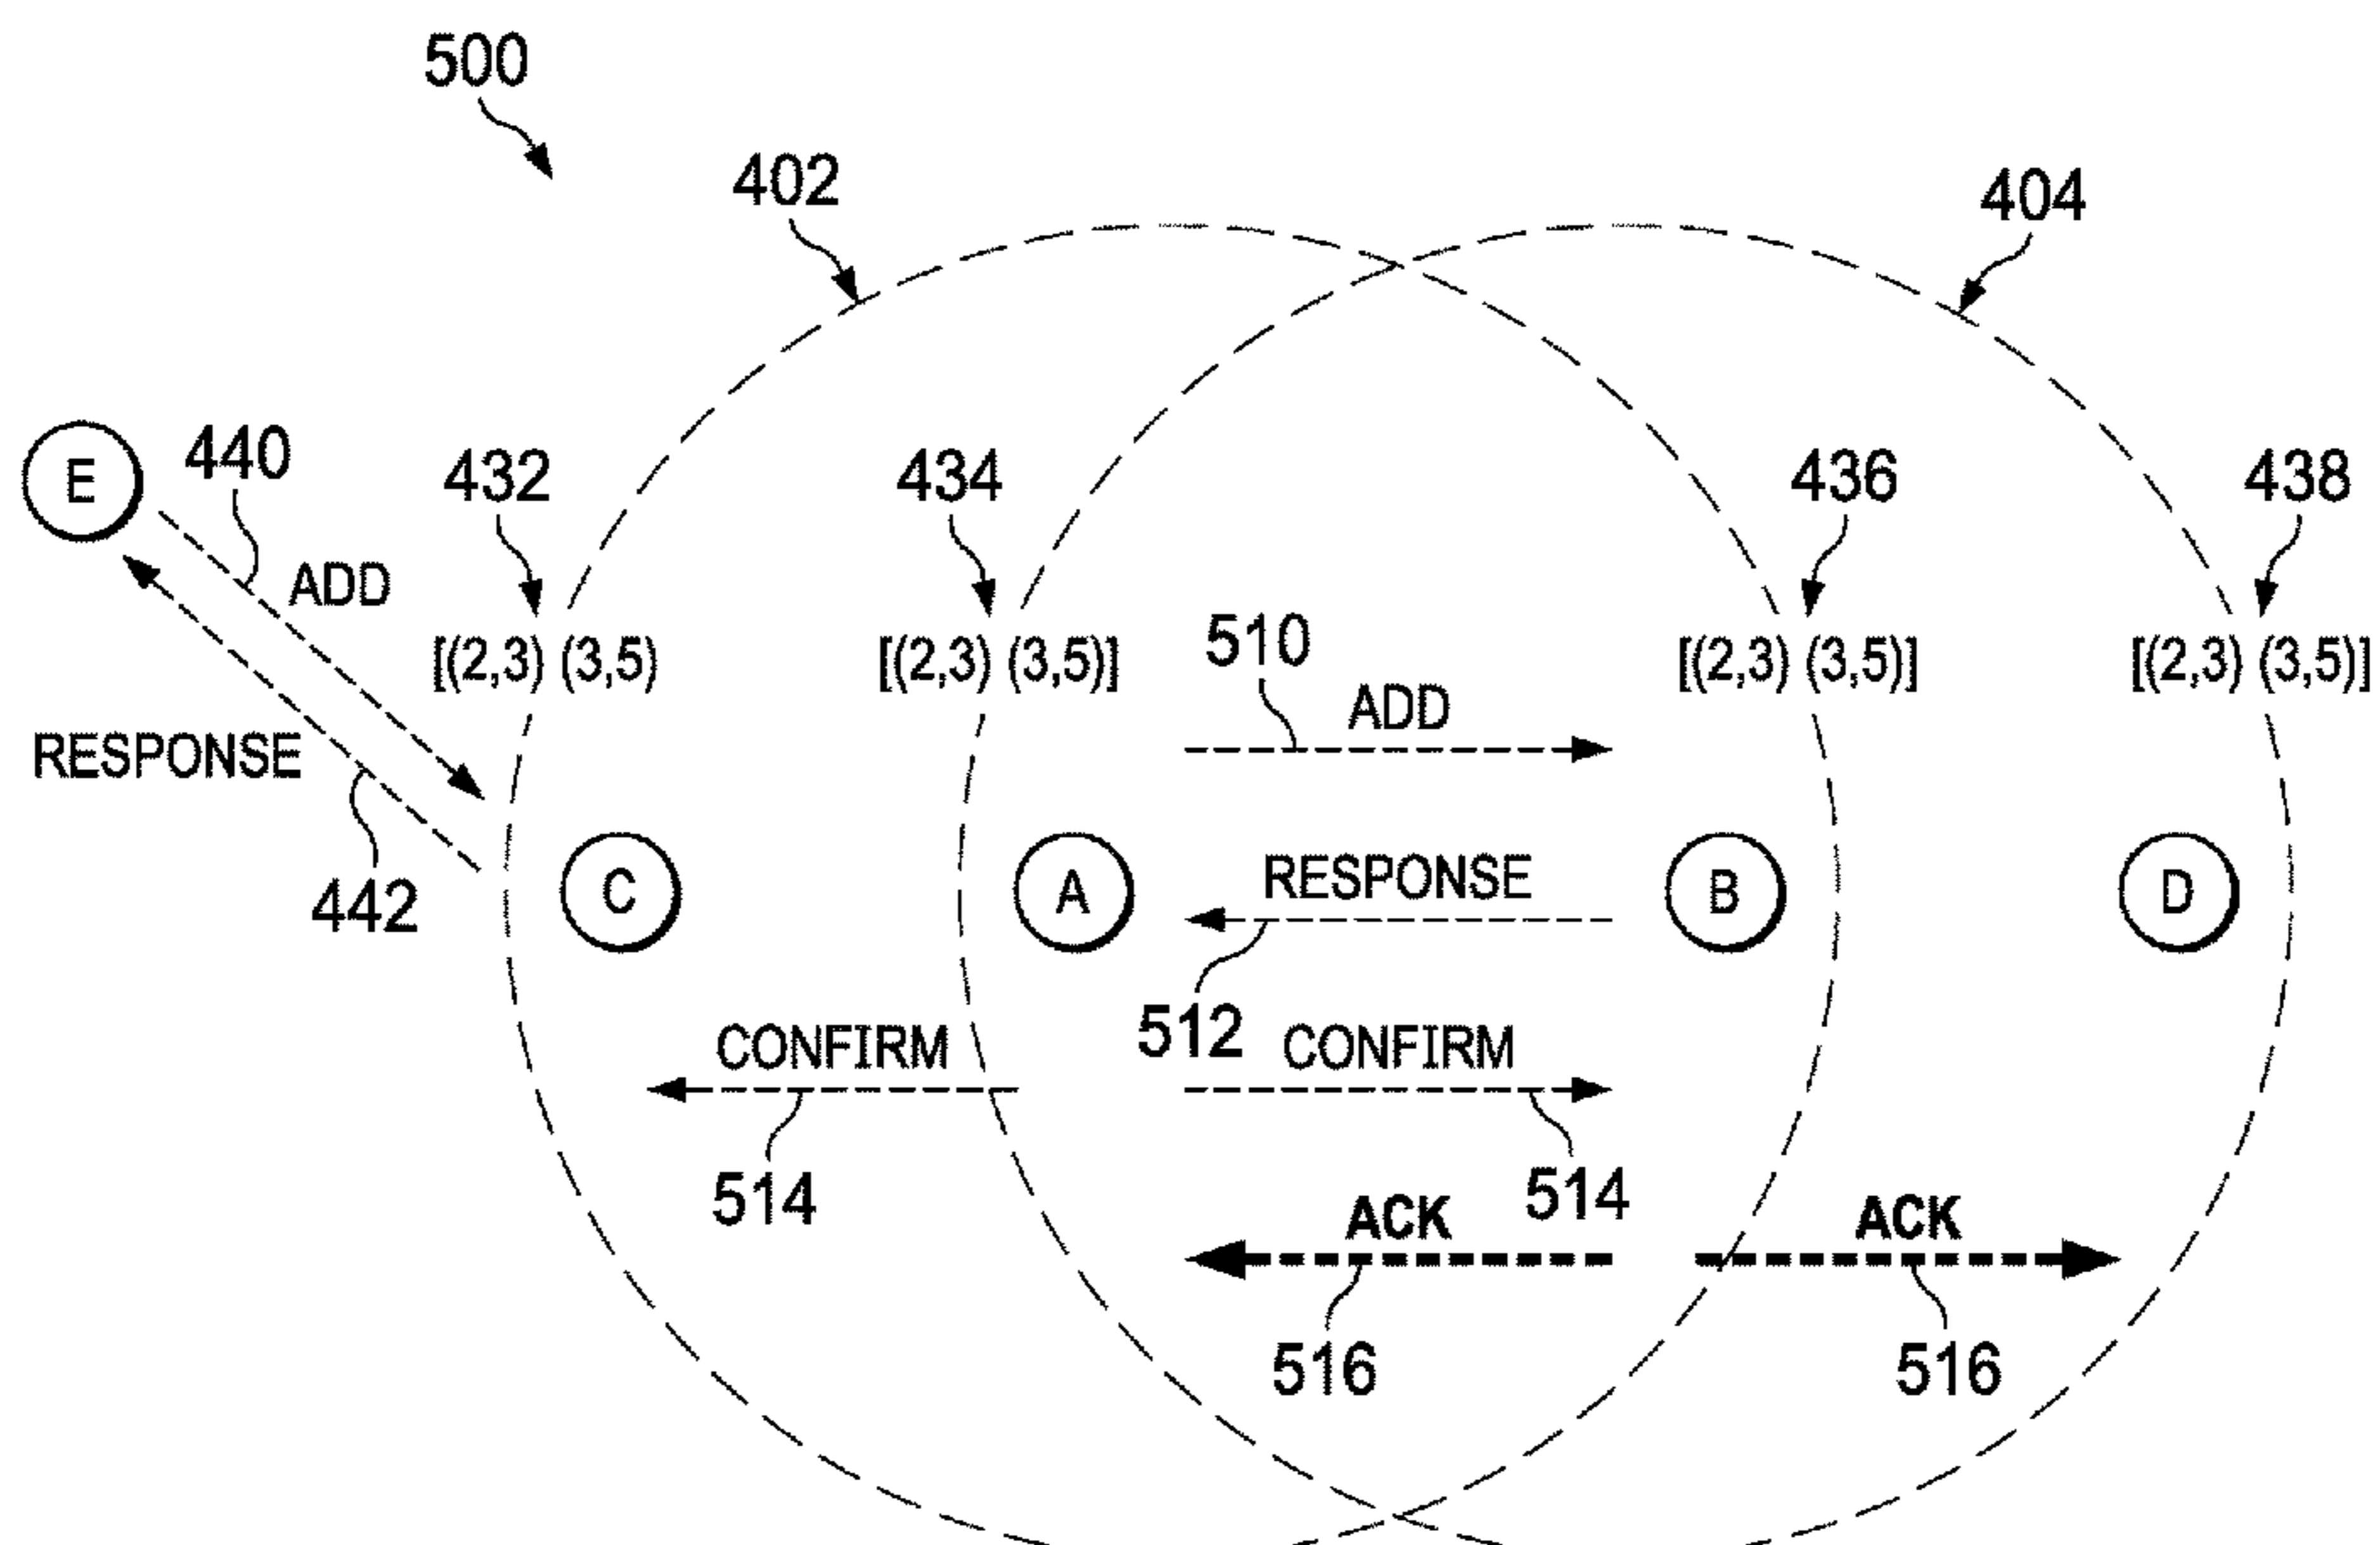 500
402
404
E
440
432
434
436
438
ADD
[(2,3) (3,5)
[(2,3) (3,5)]
510
[(2,3) (3,5)]
[(2,3) (3,5)]
ADD
RESPONSE
442
C
A
RESPONSE
B
D
512
CONFIRM
CONFIRM
514
514
ACK
ACK
516
516